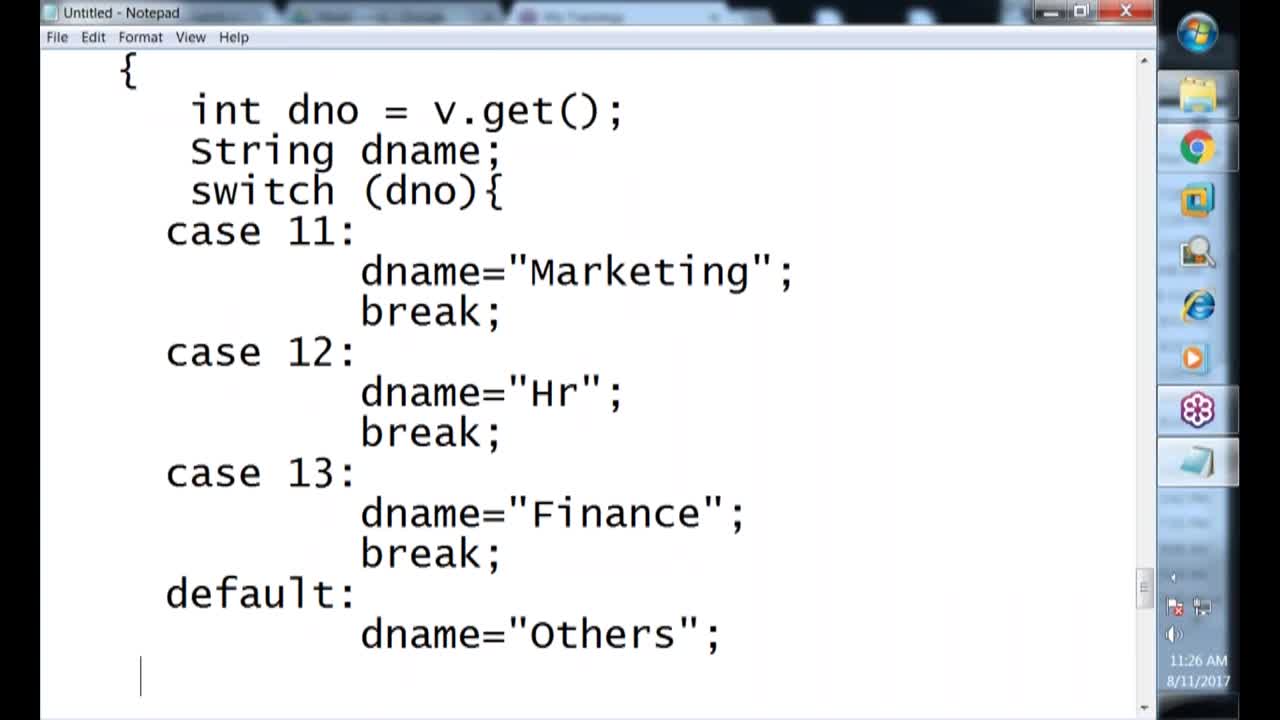 Untitled - Notepad
File Edit Format View Help
{
int dno = v.get();
String dname;
switch (dno){
case 11:
dname="Marketing";
break;
case 12:
dname="Hr";
break;
case 13:
dname="Finance";
break;
default:
dname="Others";
11:26 AM
8/11/2017